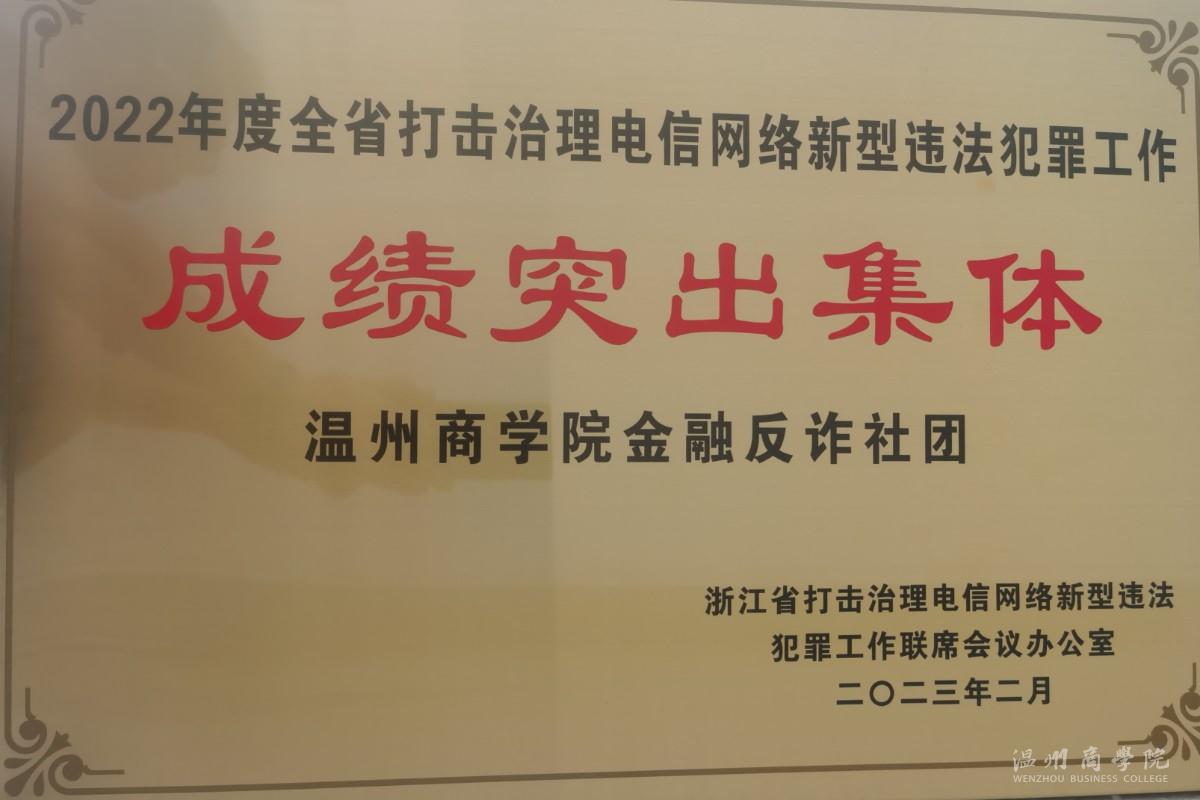 2022年度全省打击治理电信网络新型违法犯罪工作
成绩突出集体
温州商学院金融反诈社团
浙江省打击治理电信网络新型违法
犯罪工作联席会议办公室
二〇二三年二月
温州商學院
WENZHOU BUSINESS COLLEGE